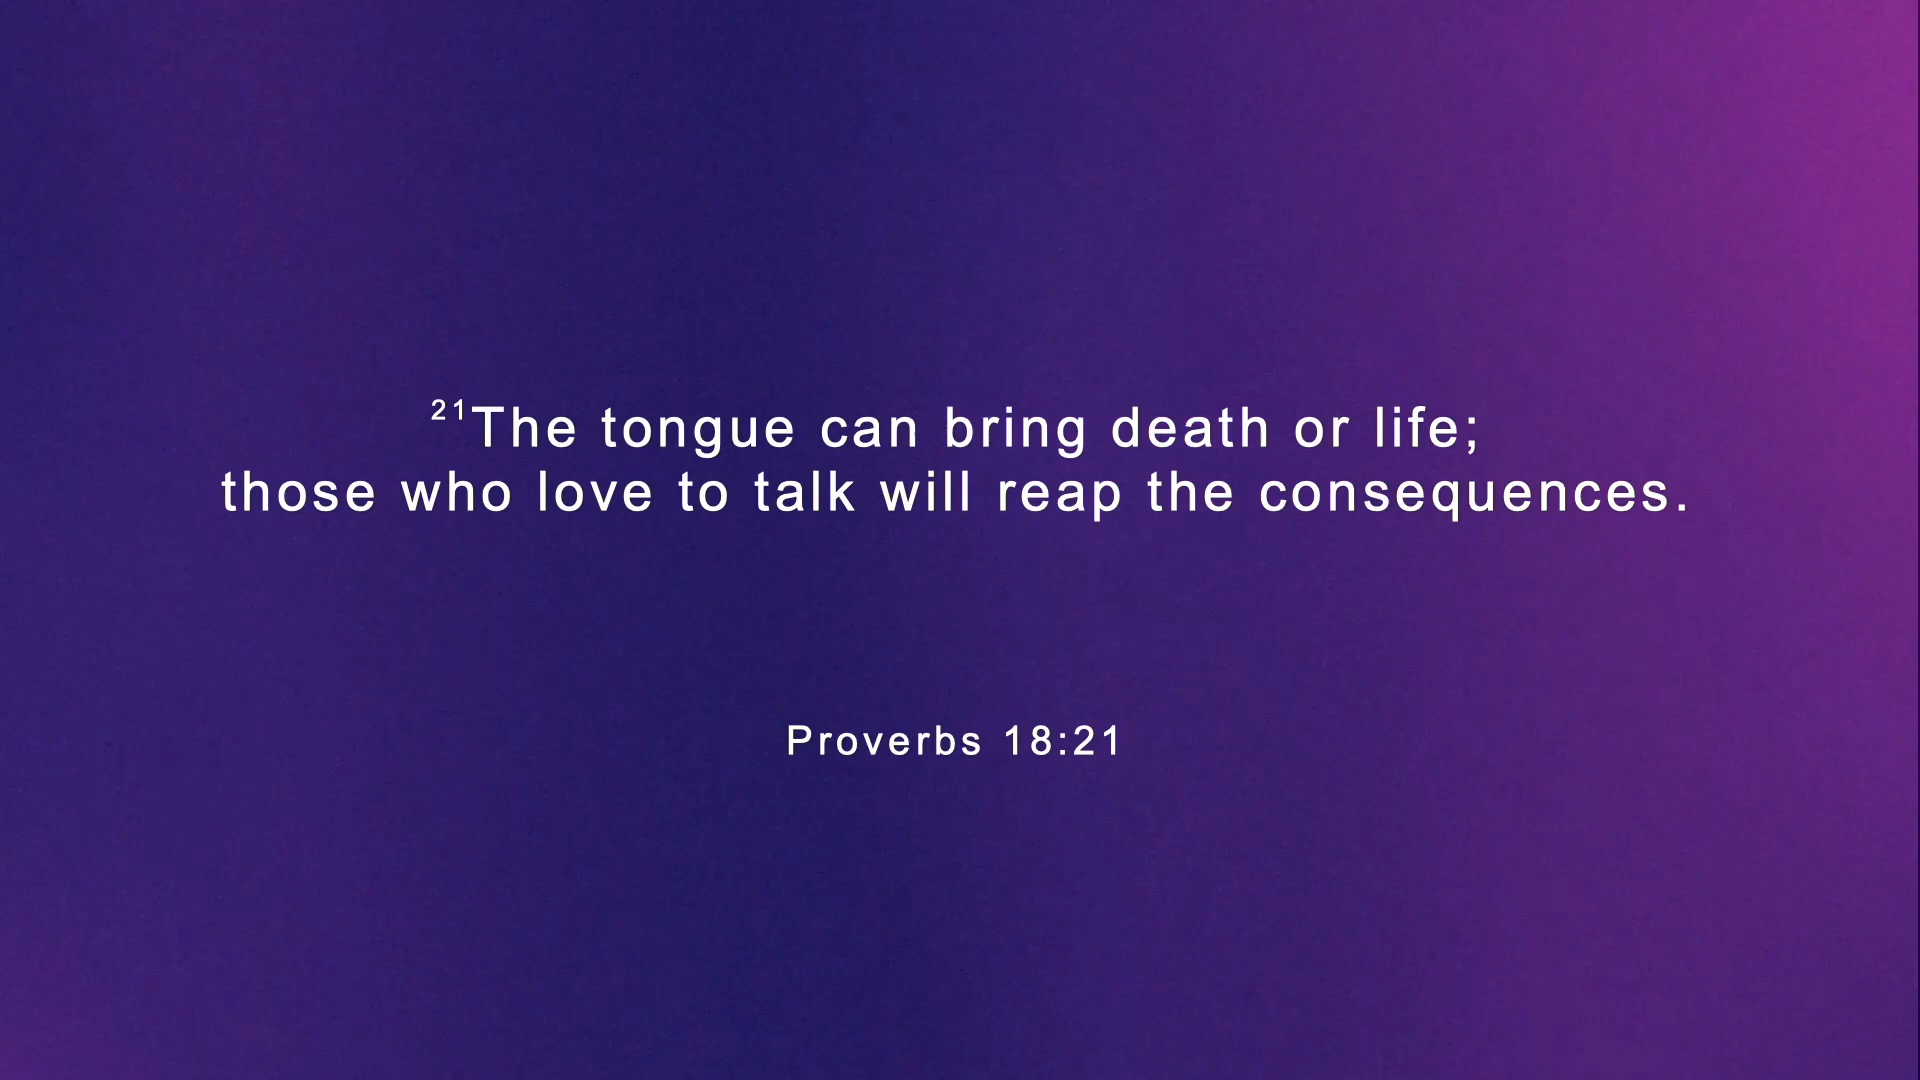 ²¹The tongue can bring death or life;
those who love to talk will reap the consequences.
Proverbs 18:21